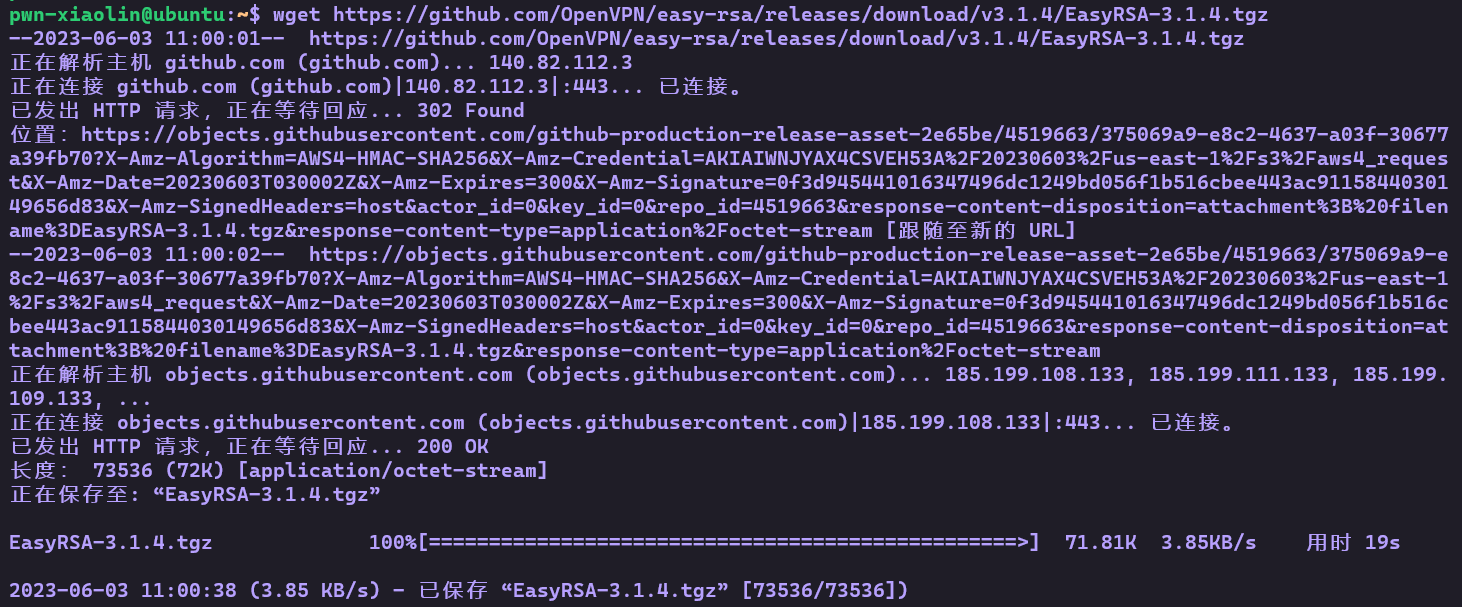 pwn-xiaolin@ubuntu:~$ wget https://github.com/OpenVPN/easy-rsa/releases/download/v3.1.4/EasyRSA-3.1.4.tgz
--2023-06-03 11:00:01--  https://github.com/OpenVPN/easy-rsa/releases/download/v3.1.4/EasyRSA-3.1.4.tgz
正在解析主机 github.com (github.com)... 140.82.112.3
正在连接 github.com (github.com)|140.82.112.3|:443... 已连接。
已发出 HTTP 请求，正在等待回应... 302 Found
位置：https://objects.githubusercontent.com/github-production-release-asset-2e65be/4519663/375069a9-e8c2-4637-a03f-30677
a39fb70?X-Amz-Algorithm=AWS4-HMAC-SHA256&X-Amz-Credential=AKIAIWNJYAX4CSVEH53A%2F20230603%2Fus-east-1%2Fs3%2Faws4_reques
t&X-Amz-Date=20230603T030002Z&X-Amz-Expires=300&X-Amz-Signature=0f3d945441016347496dc1249bd056f1b516cbee443ac91158440301
49656d83&X-Amz-SignedHeaders=host&actor_id=0&key_id=0&repo_id=4519663&response-content-disposition=attachment%3B%20filen
ame%3DEasyRSA-3.1.4.tgz&response-content-type=application%2Foctet-stream [跟随至新的 URL]
--2023-06-03 11:00:02--  https://objects.githubusercontent.com/github-production-release-asset-2e65be/4519663/375069a9-e
8c2-4637-a03f-30677a39fb70?X-Amz-Algorithm=AWS4-HMAC-SHA256&X-Amz-Credential=AKIAIWNJYAX4CSVEH53A%2F20230603%2Fus-east-1
%2Fs3%2Faws4_request&X-Amz-Date=20230603T030002Z&X-Amz-Expires=300&X-Amz-Signature=0f3d945441016347496dc1249bd056f1b516c
bee443ac9115844030149656d83&X-Amz-SignedHeaders=host&actor_id=0&key_id=0&repo_id=4519663&response-content-disposition=at
tachment%3B%20filename%3DEasyRSA-3.1.4.tgz&response-content-type=application%2Foctet-stream
正在解析主机 objects.githubusercontent.com (objects.githubusercontent.com)... 185.199.108.133, 185.199.111.133, 185.199.
109.133, ...
正在连接 objects.githubusercontent.com (objects.githubusercontent.com)|185.199.108.133|:443... 已连接。
已发出 HTTP 请求，正在等待回应... 200 OK
长度： 73536 (72K) [application/octet-stream]
正在保存至: “EasyRSA-3.1.4.tgz”
EasyRSA-3.1.4.tgz             100%[=================================================>]  71.81K  3.85KB/s    用时 19s
2023-06-03 11:00:38 (3.85 KB/s) - 已保存 “EasyRSA-3.1.4.tgz” [73536/73536])